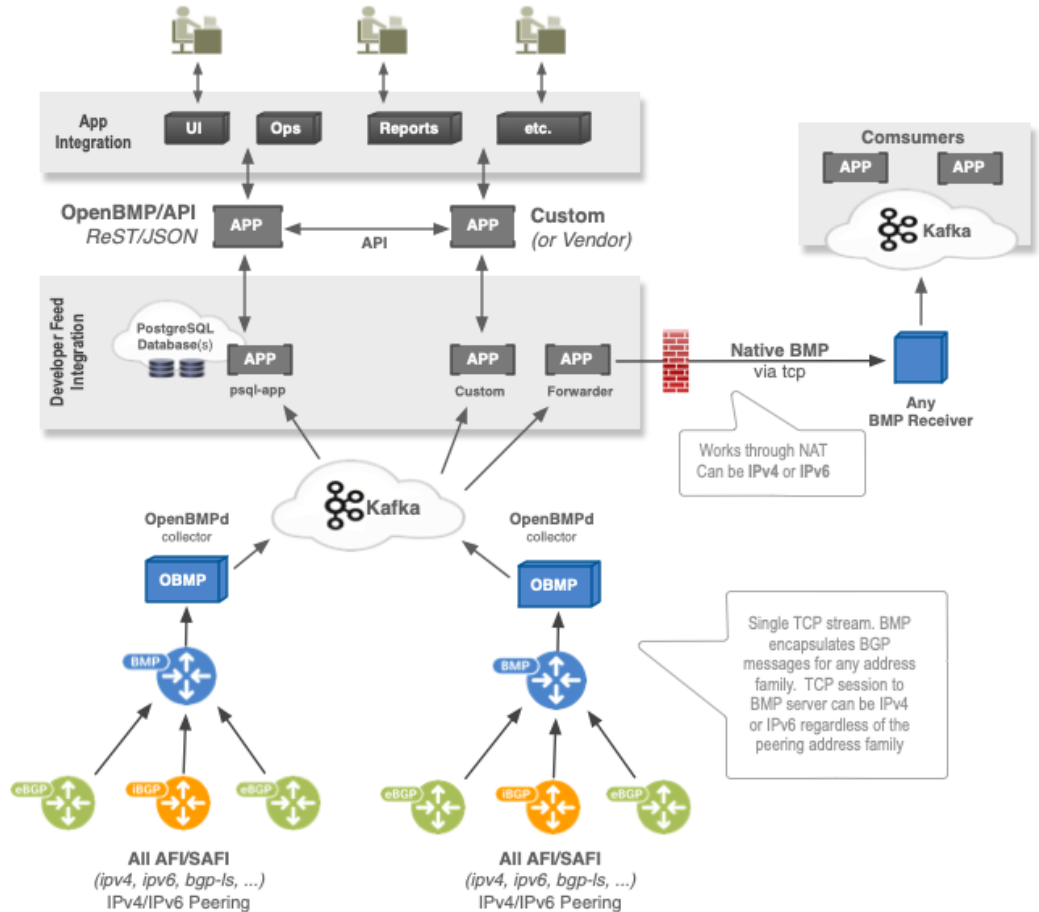 App
Integration
UI
Ops
Reports
etc.
Comsumers
APP
APP
Kafka
OpenBMP/API
ReST/JSON
APP
API
APP
Custom
(or Vendor)
Developer Feed
Integration
PostgreSQL
Database(s)
APP
psql-app
APP
Custom
APP
Forwarder
Native BMP
via tcp
Any
BMP Receiver
Works through NAT
Can be IPv4 or IPv6
Kafka
OpenBMPd
collector
OBMP
OpenBMPd
collector
OBMP
Single TCP stream. BMP
encapsulates BGP
messages for any address
family. TCP session to
BMP server can be IPv4
or IPv6 regardless of the
peering address family
BMP
BMP
eBGP
iBGP
eBGP
eBGP
iBGP
eBGP
All AFI/SAFI
(ipv4, ipv6, bgp-ls, ...)
IPv4/IPv6 Peering
All AFI/SAFI
(ipv4, ipv6, bgp-ls, ...)
IPv4/IPv6 Peering